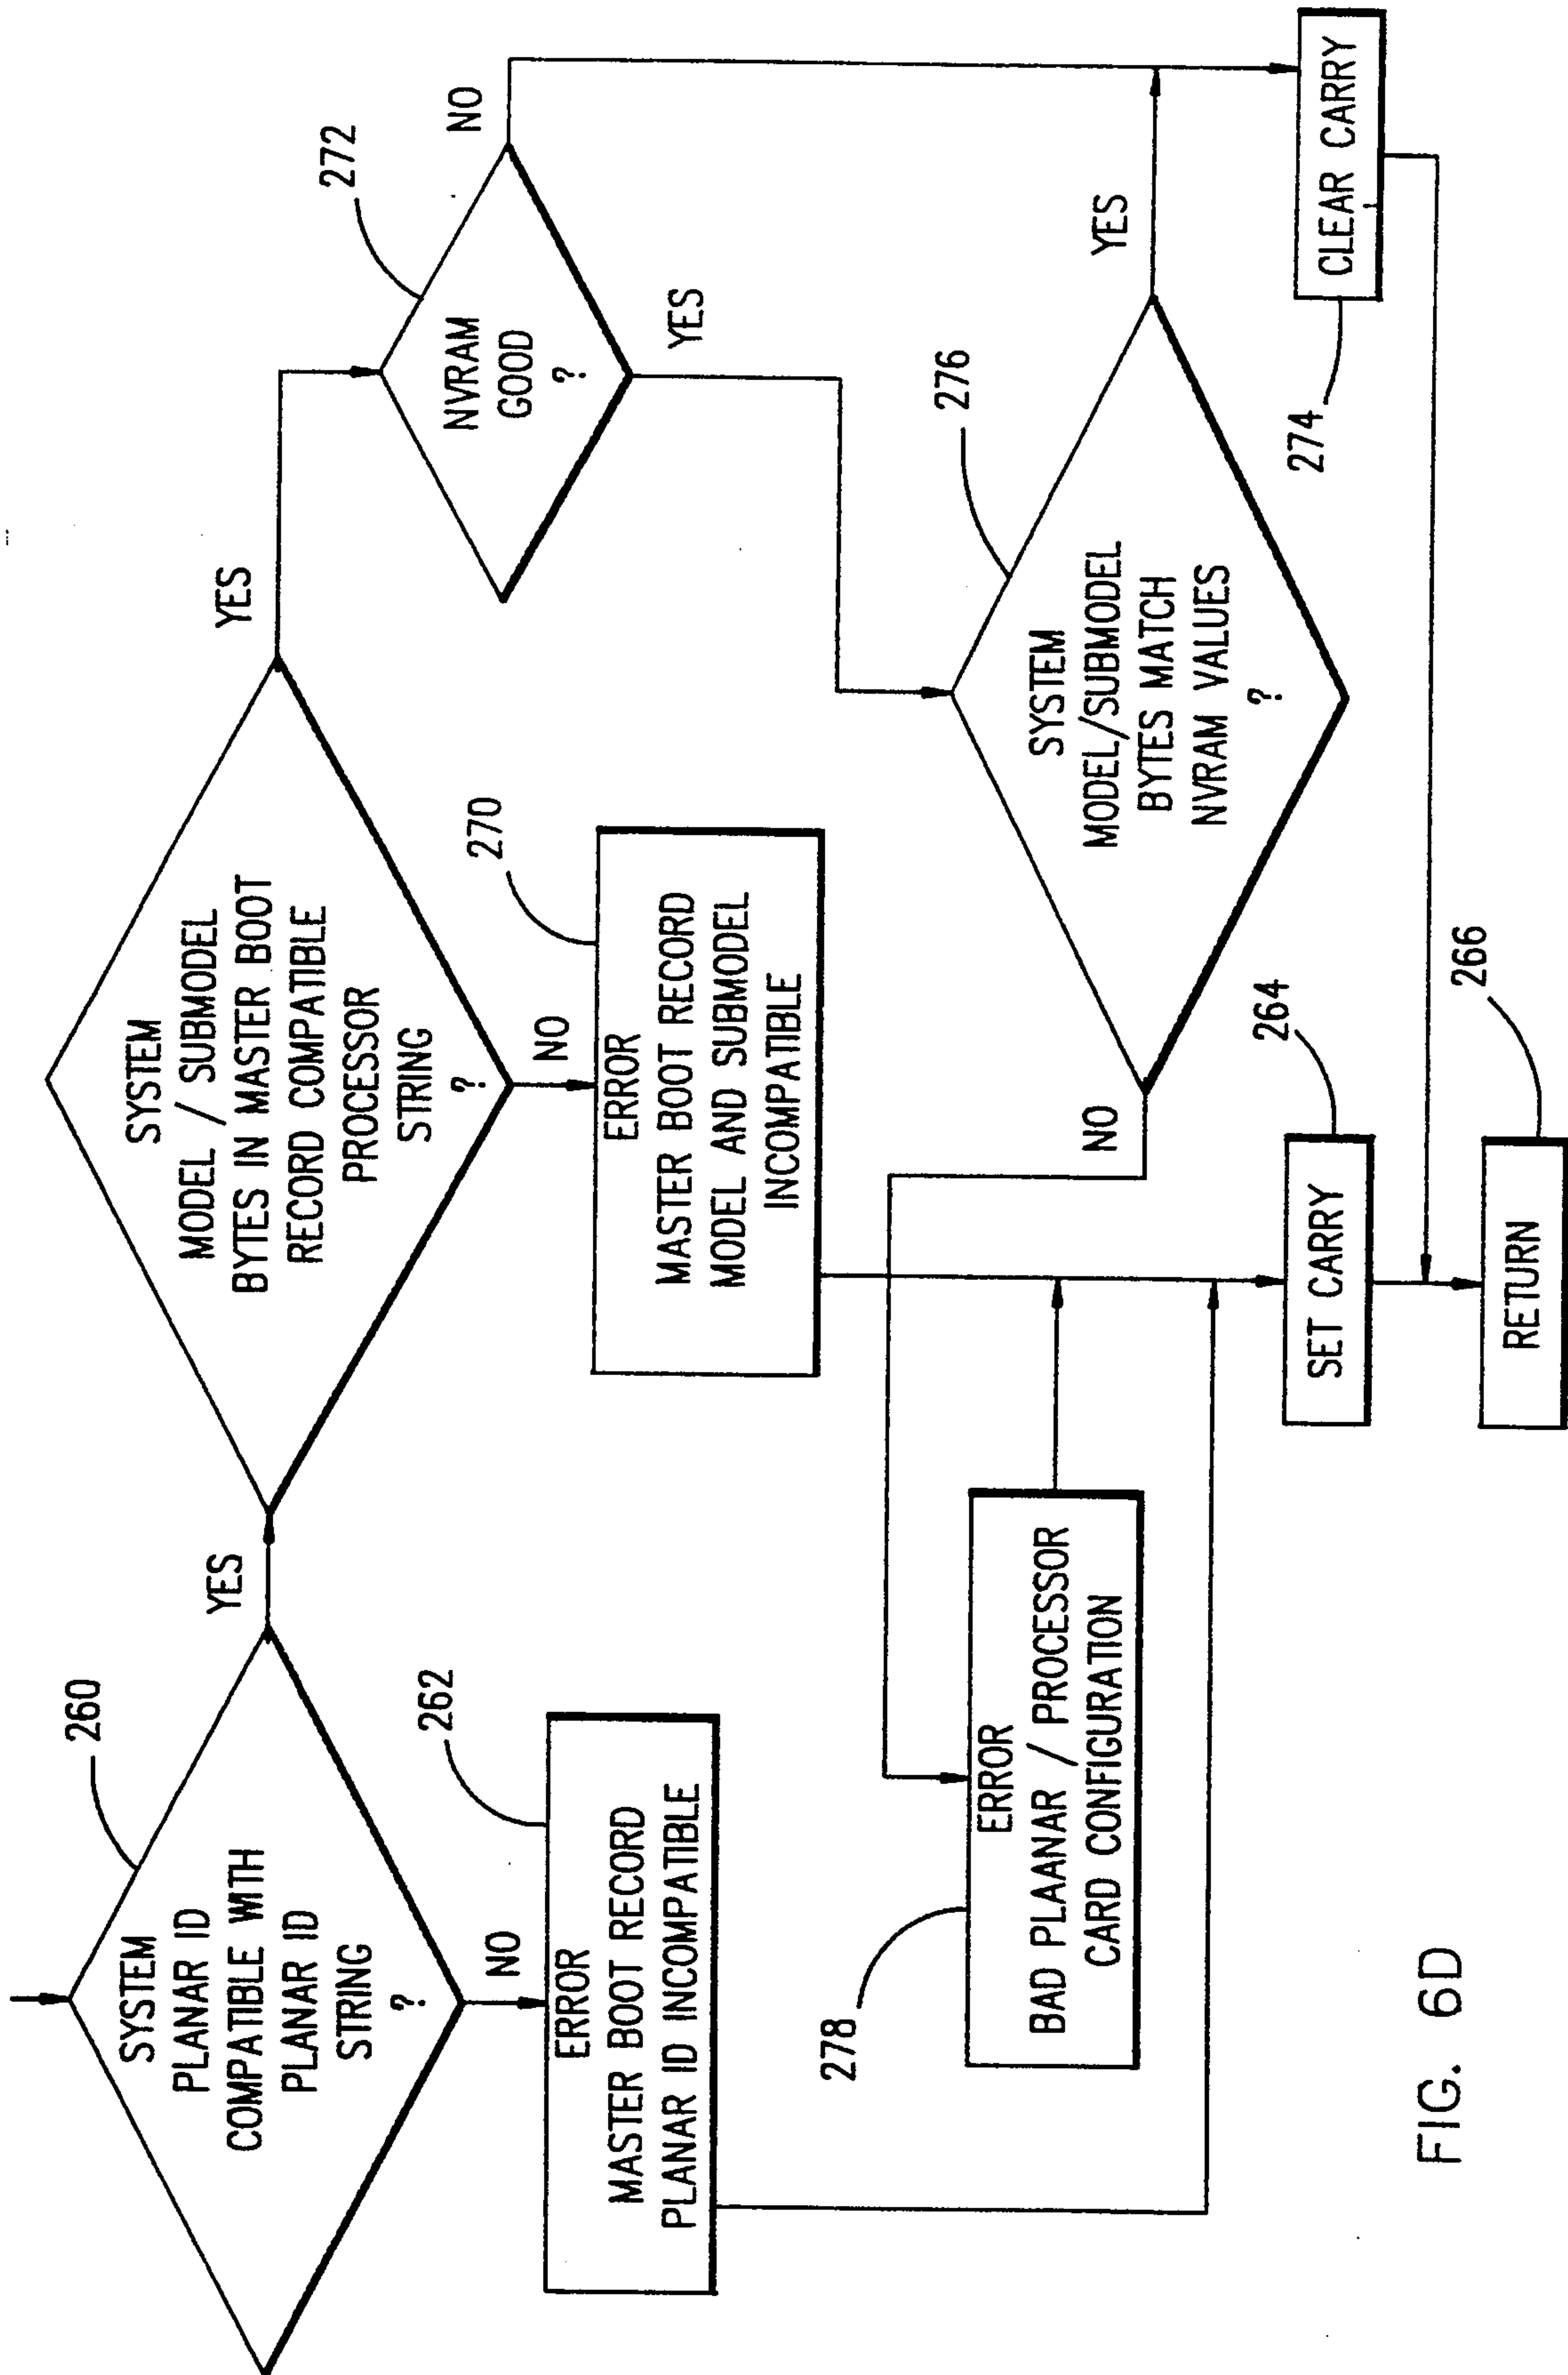 260
SYSTEM
PLANAR ID
COMPATIBLE WITH
PLANAR ID
STRING
?
YES
NO
262
ERROR
MASTER BOOT RECORD
PLANAR ID INCOMPATIBLE
SYSTEM
MODEL / SUBMODEL
BYTES IN MASTER BOOT
RECORD COMPATIBLE
PROCESSOR
STRING
?
YES
NO
270
ERROR
MASTER BOOT RECORD
MODEL AND SUBMODEL
INCOMPATIBLE
272
NVRAM
GOOD
?
NO
YES
276
SYSTEM
MODEL/SUBMODEL
BYTES MATCH
NVRAM VALUES
?
YES
NO
278
ERROR
BAD PLAANAR / PROCESSOR
CARD CONFIGURATION
274
CLEAR CARRY
264
SET CARRY
266
RETURN
FIG. 6D